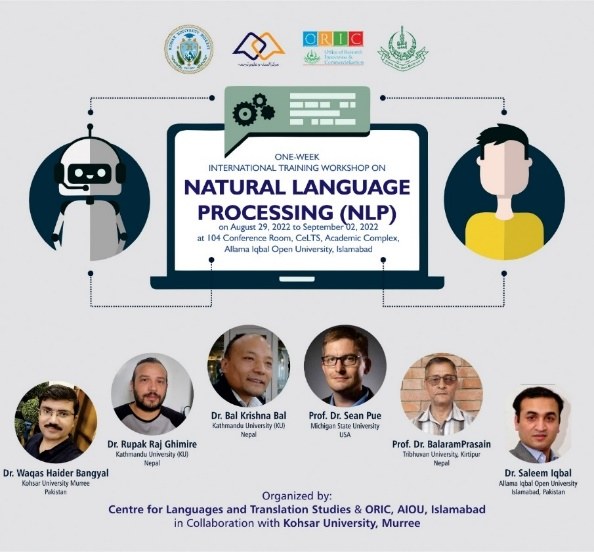 ORIC
Office of Research
Innovation &
Commercialization
ONE-WEEK
INTERNATIONAL TRAINING WORKSHOP ON
NATURAL LANGUAGE
PROCESSING (NLP)
on August 29, 2022 to September 02, 2022
at 104 Conference Room, CeLTS, Academic Complex,
Allama Iqbal Open University, Islamabad
Dr. Waqas Haider Bangyal
Kohsar University Murree
Pakistan
Dr. Rupak Raj Ghimire
Kathmandu University (KU)
Nepal
Dr. Bal Krishna Bal
Kathmandu University (KU)
Nepal
Prof. Dr. Sean Pue
Michigan State University
USA
Prof. Dr. BalaramPrasain
Tribhuvan University, Kirtipur
Nepal
Dr. Saleem Iqbal
Allama Iqbal Open University
Islamabad, Pakistan
Organized by:
Centre for Languages and Translation Studies & ORIC, AIOU, Islamabad
in Collaboration with Kohsar University, Murree